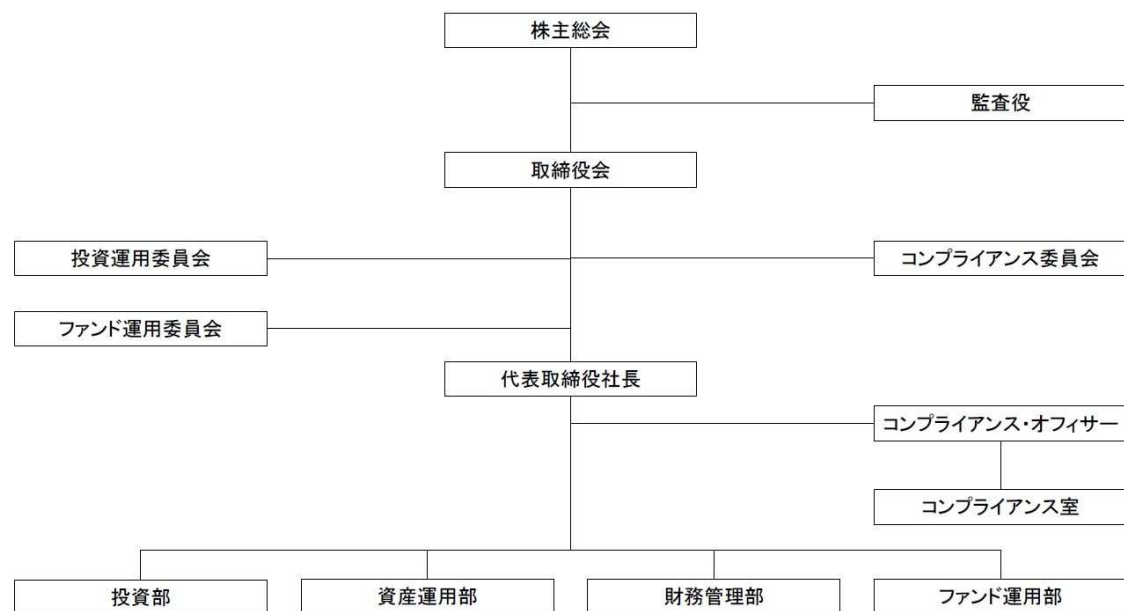 株主総会
監査役
取締役会
投資運用委員会
コンプライアンス委員会
ファンド運用委員会
代表取締役社長
コンプライアンス・オフィサー
コンプライアンス室
投資部
資産運用部
財務管理部
ファンド運用部